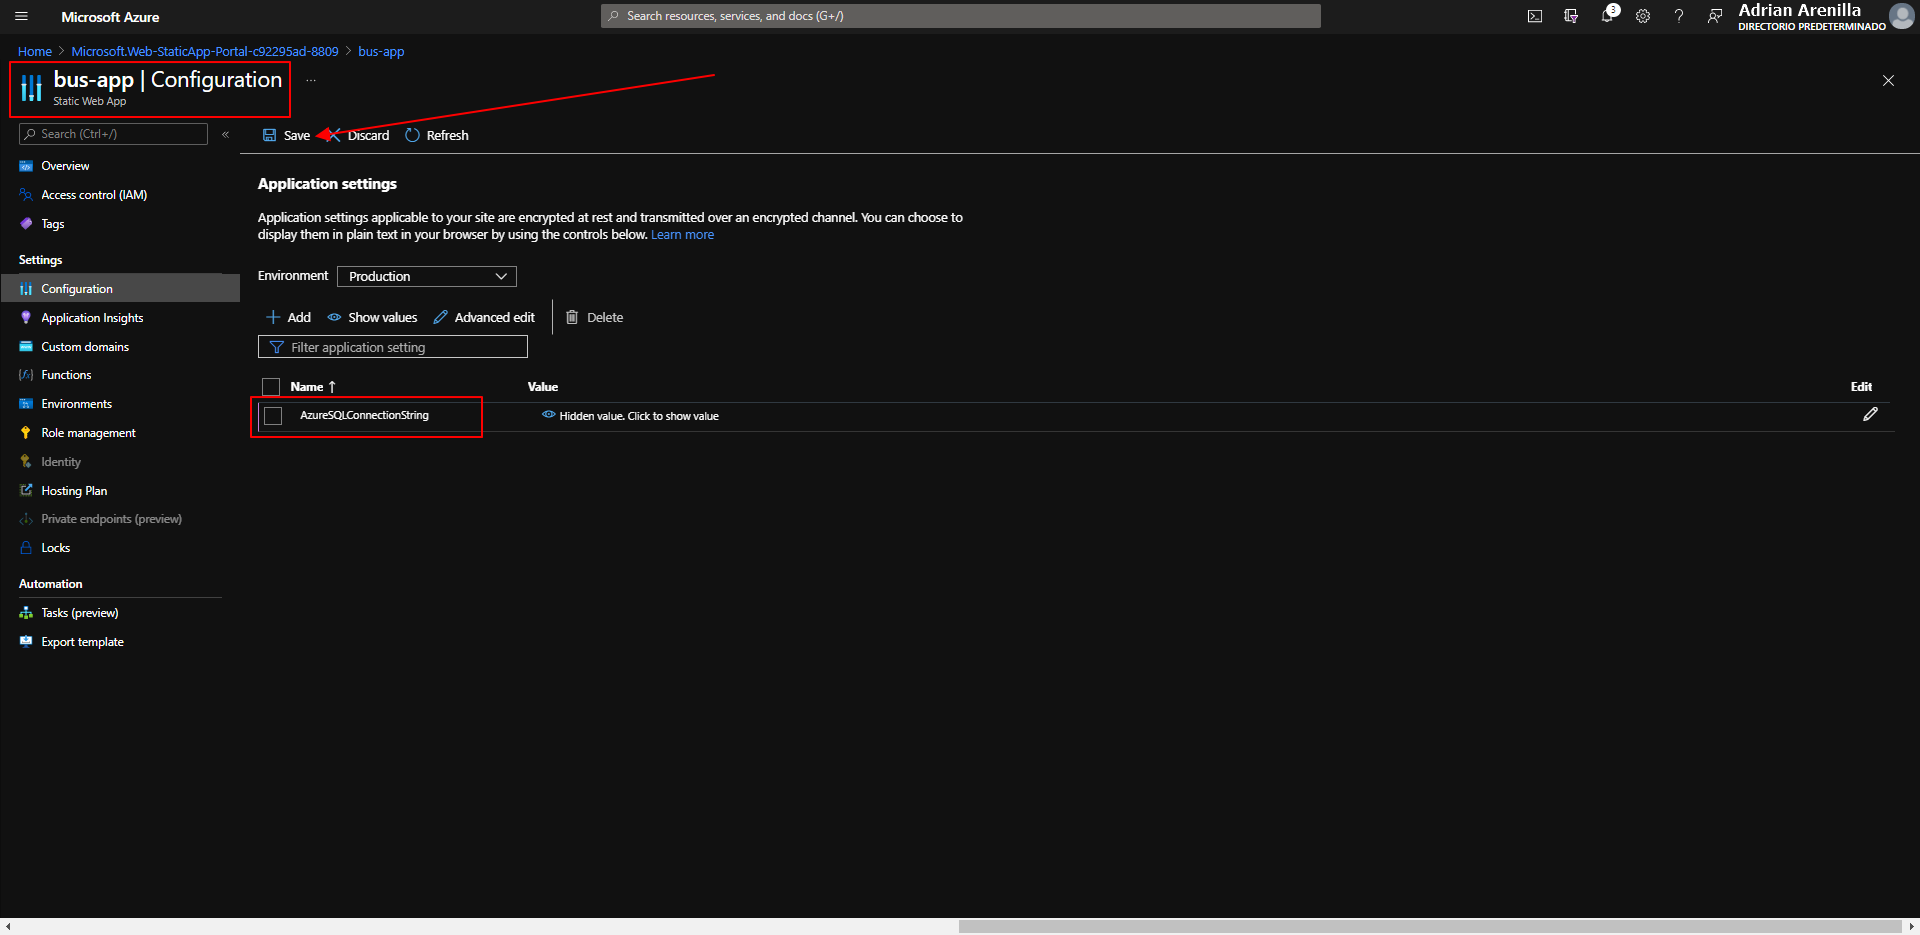 Microsoft Azure
Search resources, services, and docs (G+/)
3
Adrian Arenilla
DIRECTORIO PREDETERMINADO
Home > Microsoft.Web-StaticApp-Portal-c92295ad-8809 > bus-app
bus-app | Configuration ...
Static Web App
Search (Ctrl+/) «
Overview
Access control (IAM)
Tags
Settings
Configuration
Application Insights
Custom domains
Functions
Environments
Role management
Identity
Hosting Plan
Private endpoints (preview)
Locks
Automation
Tasks (preview)
Export template
Save Discard Refresh
Application settings
Application settings applicable to your site are encrypted at rest and transmitted over an encrypted channel. You can choose to
display them in plain text in your browser by using the controls below. Learn more
Environment Production
Add Show values Advanced edit Delete
Filter application setting
Name ↑ Value Edit
AzureSQLConnectionString Hidden value. Click to show value